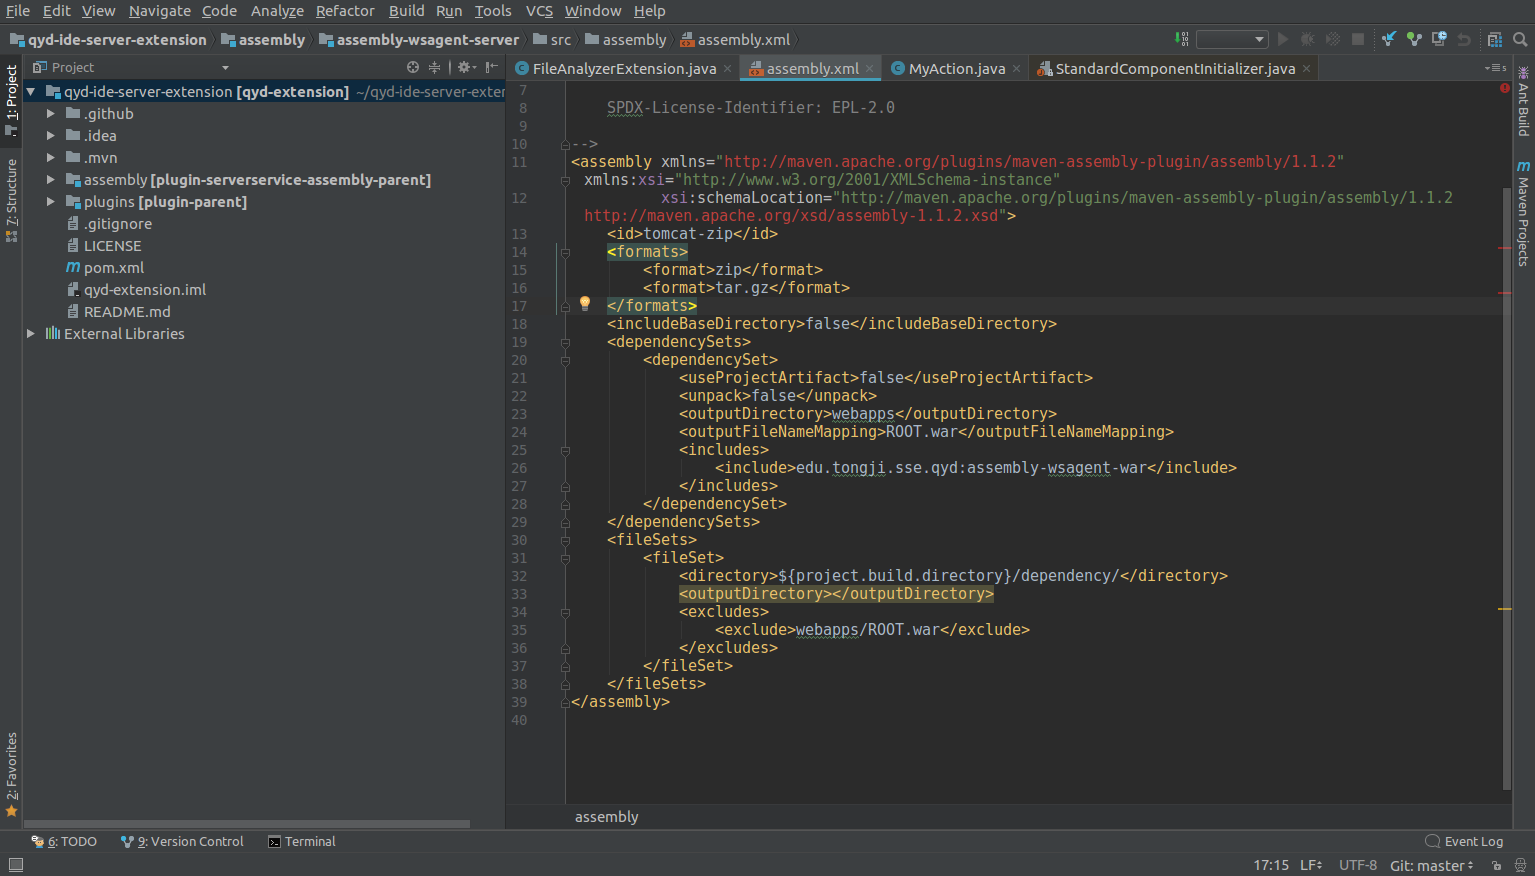 File Edit View Navigate Code Analyze Refactor Build Run Tools VCS Window Help
qyd-ide-server-extension assembly assembly-wsagent-server src assembly assembly.xml
Project
FileAnalyzerExtension.java assembly.xml MyAction.java StandardComponentInitializer.java
1: Project
7: Structure
2: Favorites
Ant Build
Maven Projects
qyd-ide-server-extension [qyd-extension] ~/qyd-ide-server-exter
.github
.idea
.mvn
assembly [plugin-serverservice-assembly-parent]
plugins [plugin-parent]
.gitignore
LICENSE
pom.xml
qyd-extension.iml
README.md
External Libraries
7
8 SPDX-License-Identifier: EPL-2.0
9
10 -->
11 <assembly xmlns="http://maven.apache.org/plugins/maven-assembly-plugin/assembly/1.1.2"
xmlns:xsi="http://www.w3.org/2001/XMLSchema-instance"
12 xsi:schemaLocation="http://maven.apache.org/plugins/maven-assembly-plugin/assembly/1.1.2
http://maven.apache.org/xsd/assembly-1.1.2.xsd">
13 <id>tomcat-zip</id>
14 <formats>
15 <format>zip</format>
16 <format>tar.gz</format>
17 </formats>
18 <includeBaseDirectory>false</includeBaseDirectory>
19 <dependencySets>
20 <dependencySet>
21 <useProjectArtifact>false</useProjectArtifact>
22 <unpack>false</unpack>
23 <outputDirectory>webapps</outputDirectory>
24 <outputFileNameMapping>ROOT.war</outputFileNameMapping>
25 <includes>
26 <include>edu.tongji.sse.qyd:assembly-wsagent-war</include>
27 </includes>
28 </dependencySet>
29 </dependencySets>
30 <fileSets>
31 <fileSet>
32 <directory>${project.build.directory}/dependency/</directory>
33 <outputDirectory></outputDirectory>
34 <excludes>
35 <exclude>webapps/ROOT.war</exclude>
36 </excludes>
37 </fileSet>
38 </fileSets>
39 </assembly>
40
assembly
6: TODO 9: Version Control Terminal Event Log
17:15 LF UTF-8 Git: master